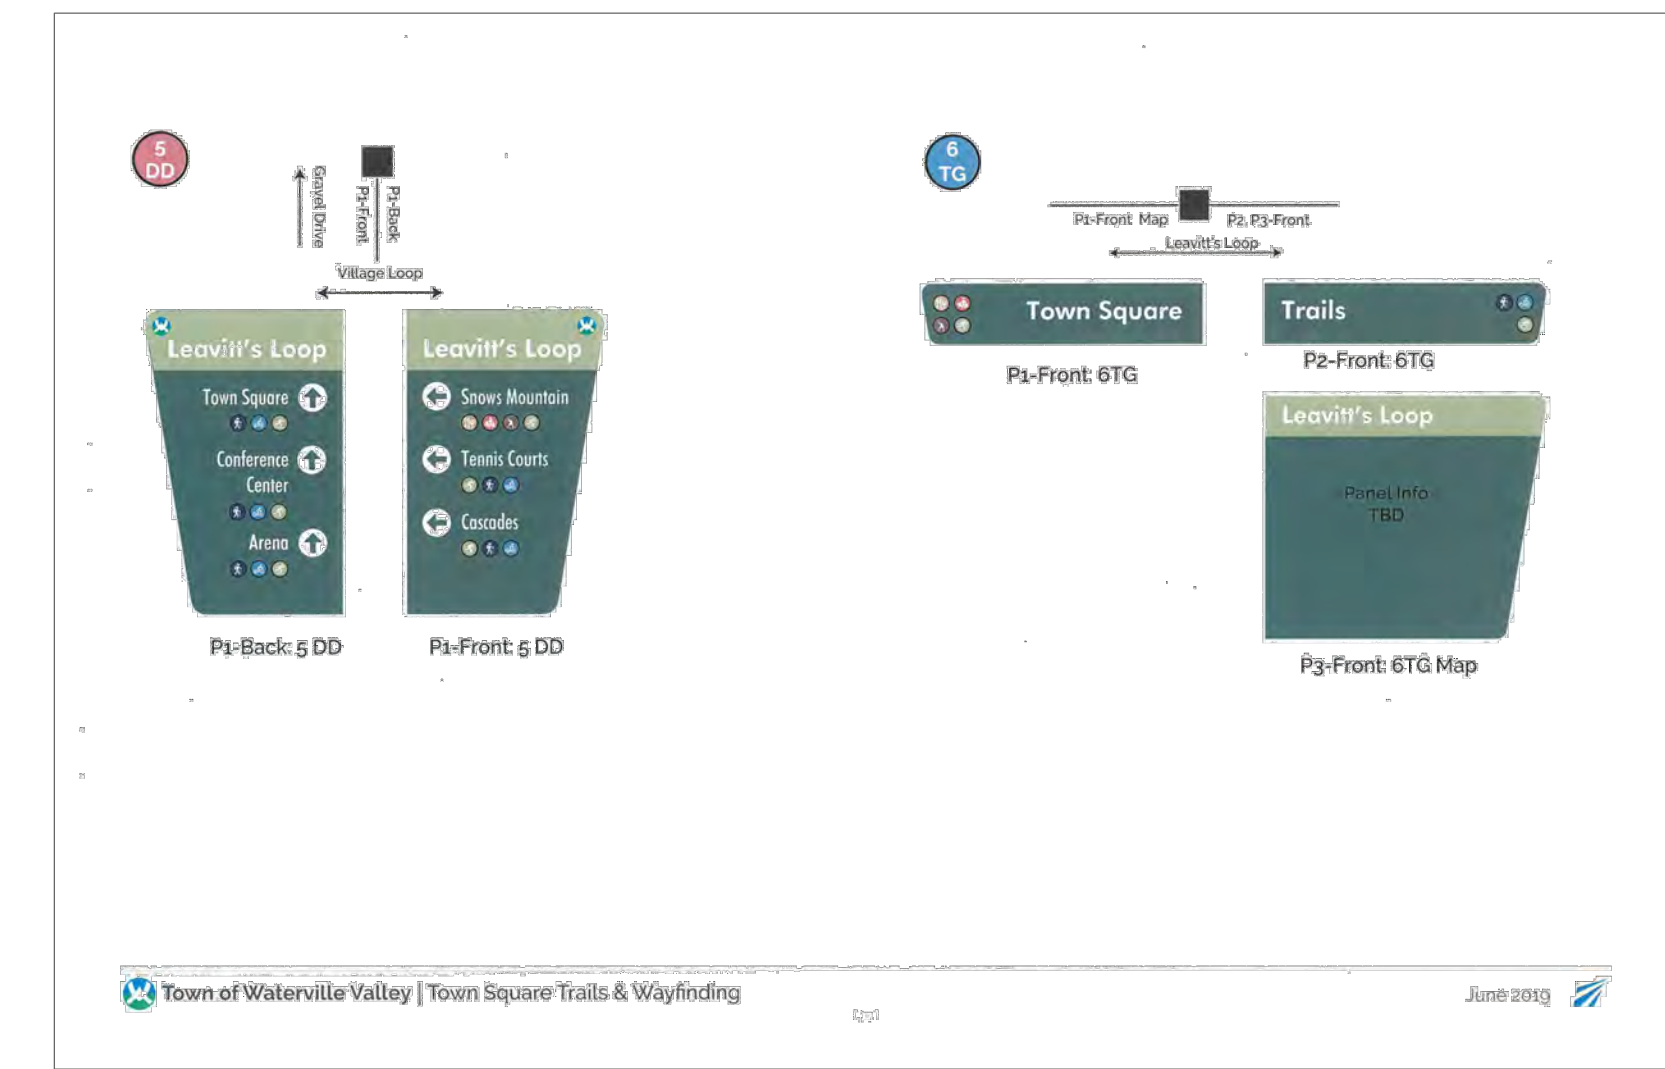 5
DD
Gravel Drive
P1-Front
P1-Back
Village Loop
Leavitt's Loop
Town Square
Conference
Center
Arena
P1-Back: 5 DD
Leavitt's Loop
Snows Mountain
Tennis Courts
Cascades
P1-Front: 5 DD
6
TG
P1-Front Map
P2, P3-Front
Leavitt's Loop
Town Square
P1-Front: 6TG
Trails
P2-Front: 6TG
Leavitt's Loop
Panel Info
TBD
P3-Front: 6TG Map
Town of Waterville Valley | Town Square Trails & Wayfinding
June 2019